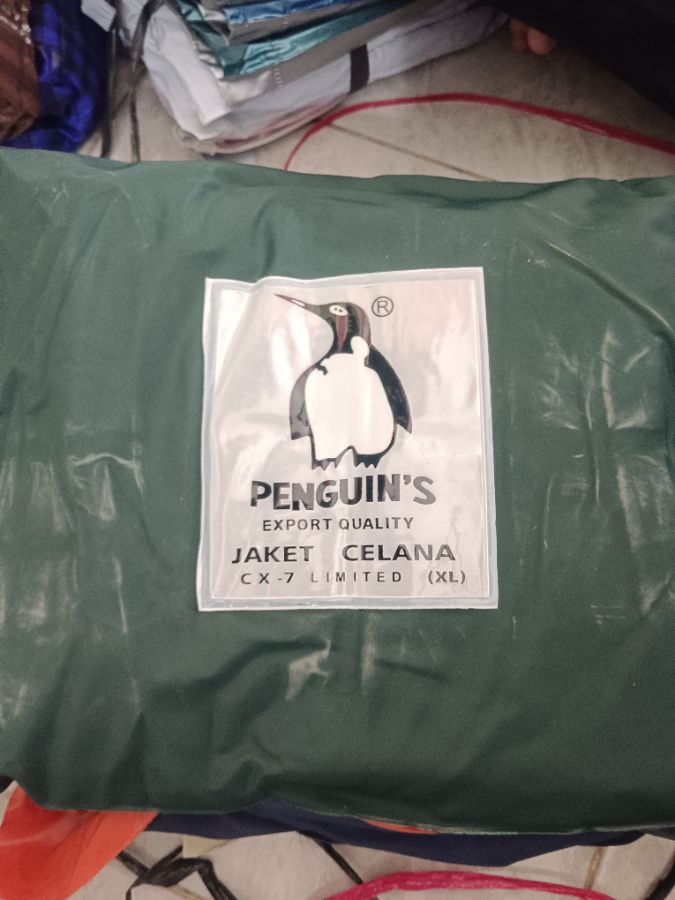 ®
PENGUIN'S
EXPORT QUALITY
JAKET CELANA
CX-7 LIMITED (XL)